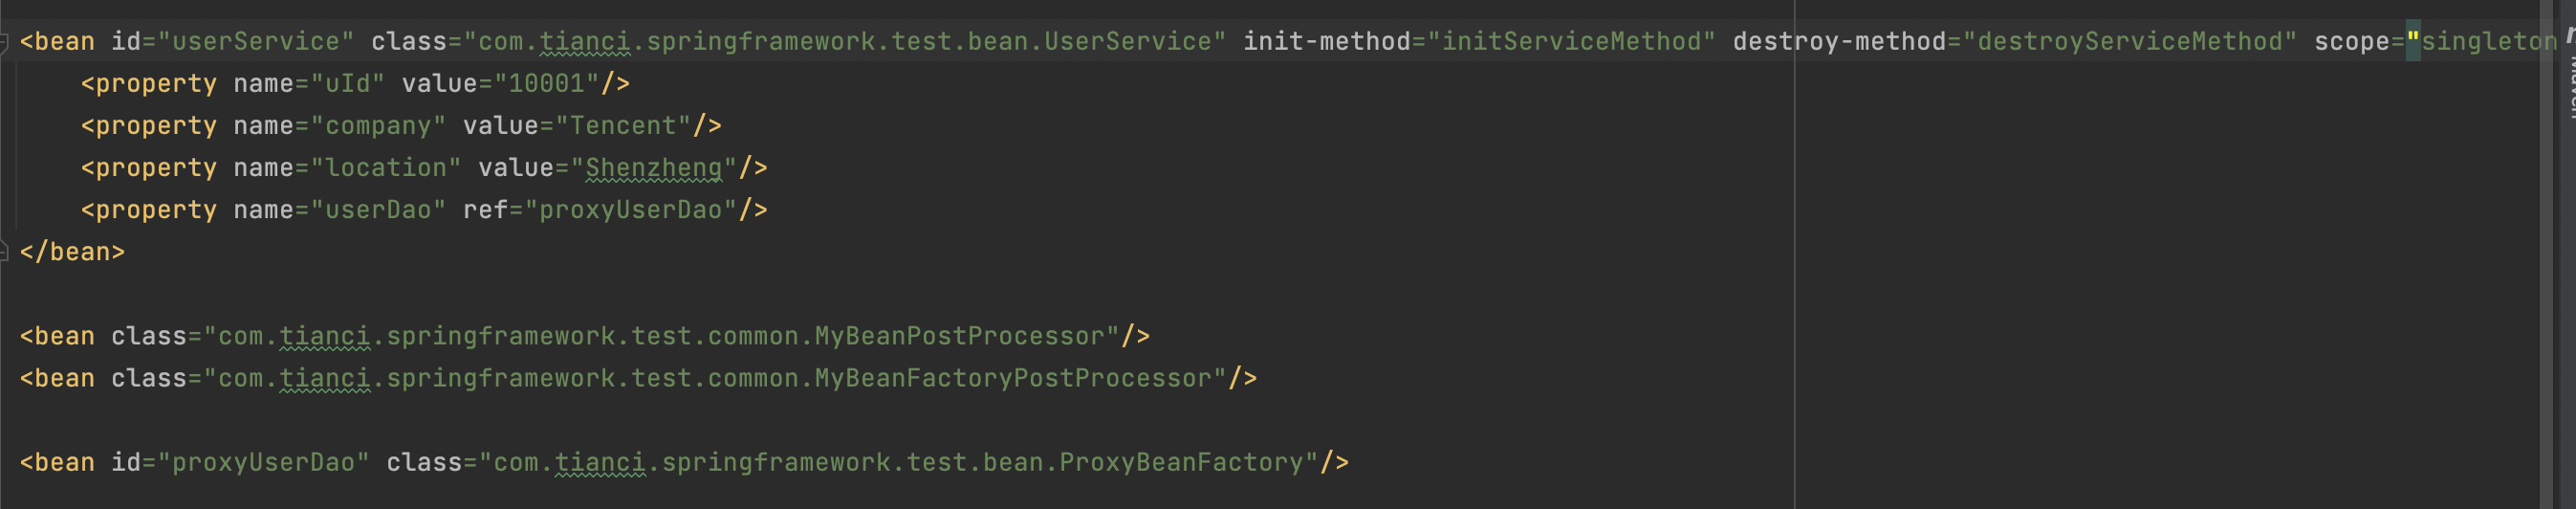 <bean id="userService" class="com.tianci.springframework.test.bean.UserService" init-method="initServiceMethod" destroy-method="destroyServiceMethod" scope="singleton
<property name="uId" value="10001"/>
<property name="company" value="Tencent"/>
<property name="location" value="Shenzheng"/>
<property name="userDao" ref="proxyUserDao"/>
</bean>
<bean class="com.tianci.springframework.test.common.MyBeanPostProcessor"/>
<bean class="com.tianci.springframework.test.common.MyBeanFactoryPostProcessor"/>
<bean id="proxyUserDao" class="com.tianci.springframework.test.bean.ProxyBeanFactory"/>